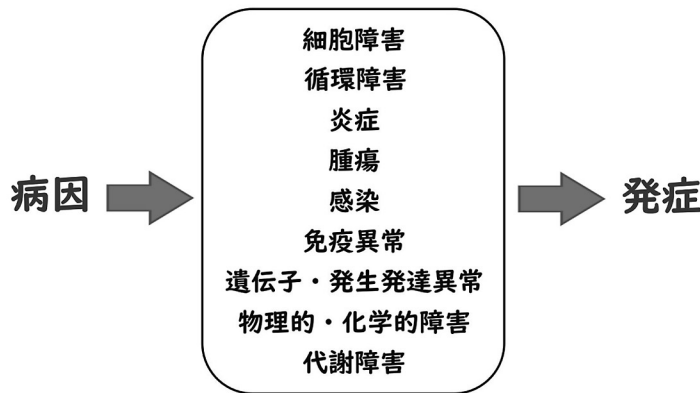 病因
細胞障害
循環障害
炎症
腫瘍
感染
免疫異常
遺伝子・発生発達異常
物理的・化学的障害
代謝障害
発症